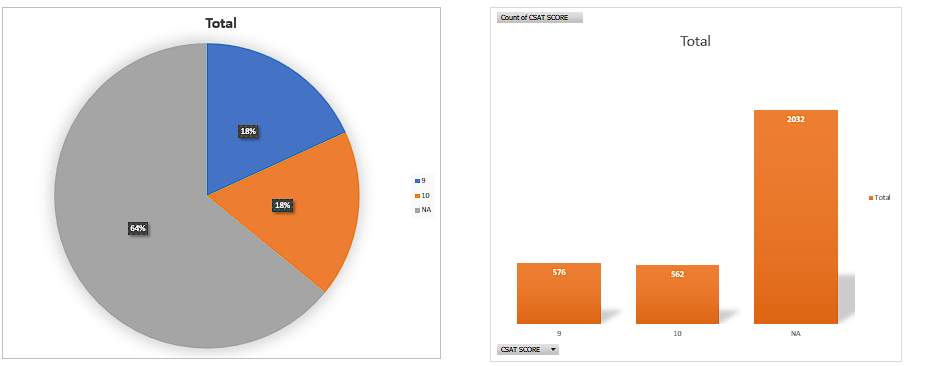 Total
18%
18%
64%
9
10
NA
Count of CSAT SCORE
Total
2032
576
562
Total
9
10
NA
CSAT SCORE